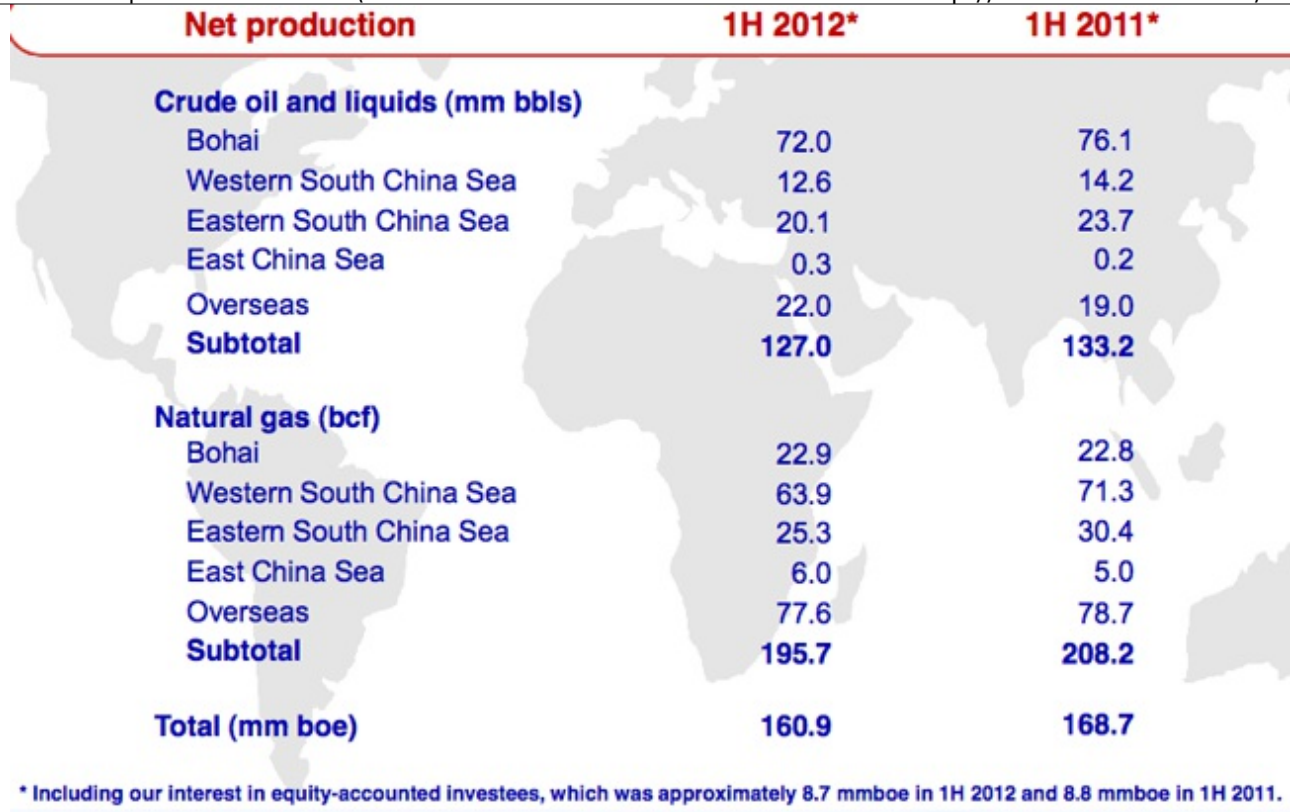 Net production 1H 2012* 1H 2011*
Crude oil and liquids (mm bbls)
Bohai 72.0 76.1
Western South China Sea 12.6 14.2
Eastern South China Sea 20.1 23.7
East China Sea 0.3 0.2
Overseas 22.0 19.0
Subtotal 127.0 133.2
Natural gas (bcf)
Bohai 22.9 22.8
Western South China Sea 63.9 71.3
Eastern South China Sea 25.3 30.4
East China Sea 6.0 5.0
Overseas 77.6 78.7
Subtotal 195.7 208.2
Total (mm boe) 160.9 168.7
* Including our interest in equity-accounted investees, which was approximately 8.7 mmboe in 1H 2012 and 8.8 mmboe in 1H 2011.